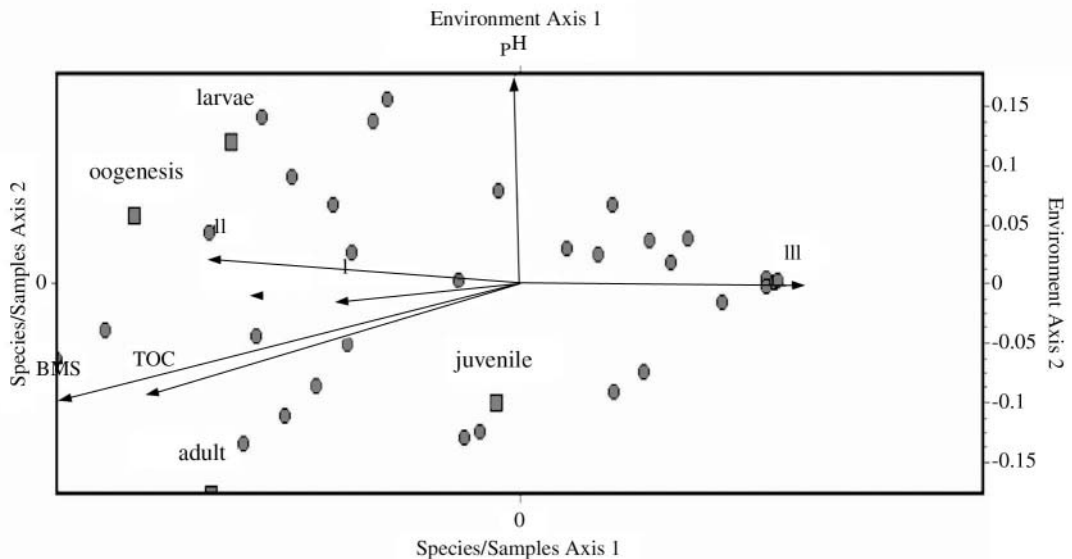 Environment Axis 1
PH
larvae
0.15
oogenesis
0.1
ll
0.05
l
lll
0
0
-0.05
BMS
TOC
juvenile
-0.1
adult
-0.15
Species/Samples Axis 2
Environment Axis 2
0
Species/Samples Axis 1